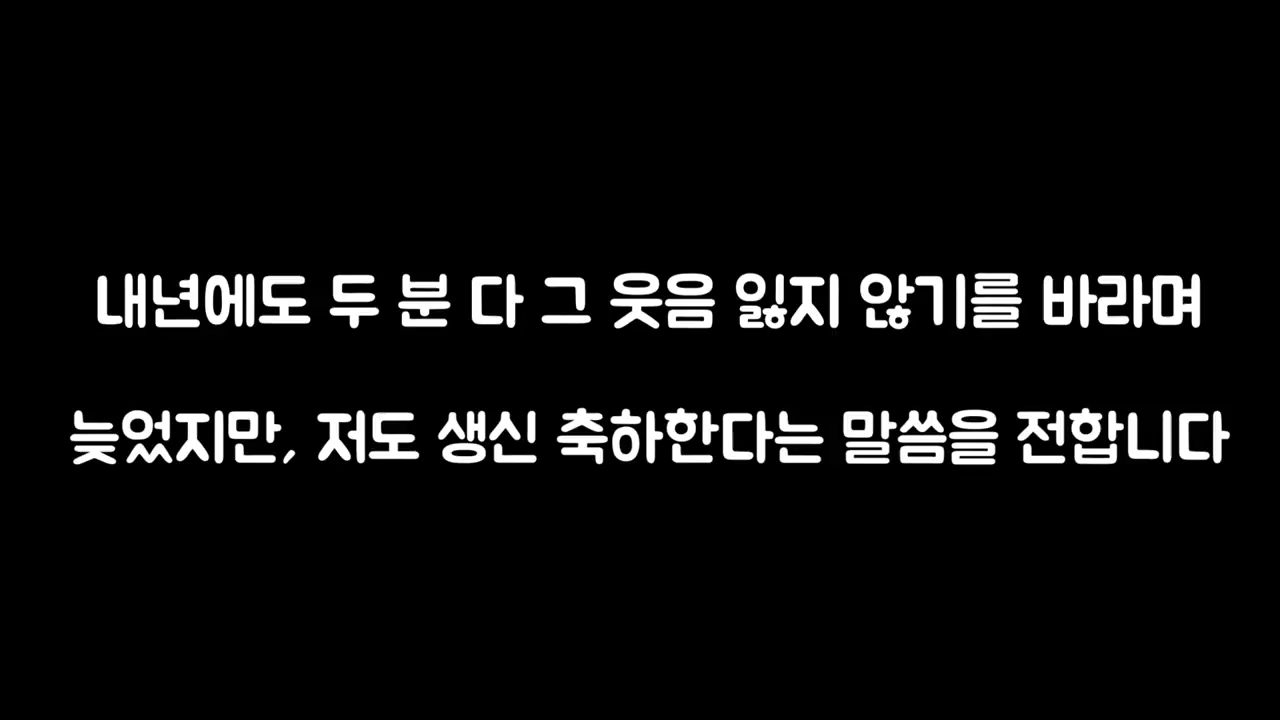 내년에도 두 분 다 그 웃음 잃지 않기를 바라며
늦었지만, 저도 생신 축하한다는 말씀을 전합니다